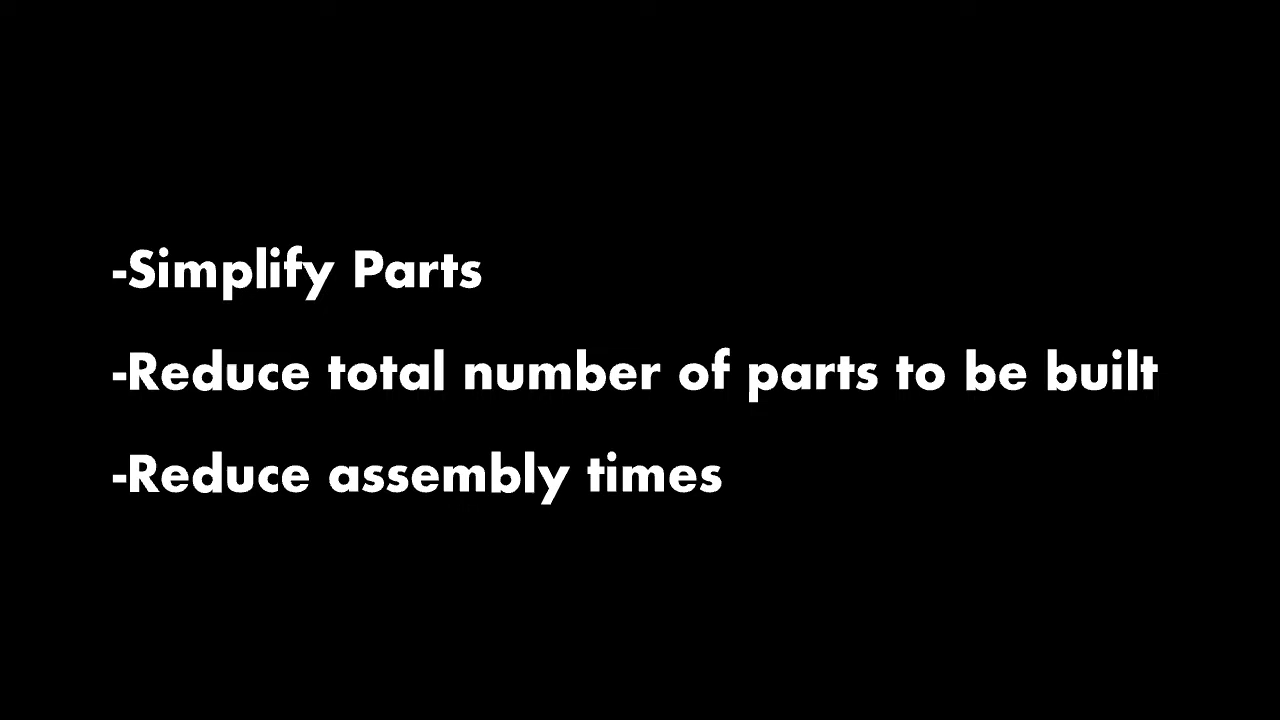 -Simplify Parts
-Reduce total number of parts to be built
-Reduce assembly times